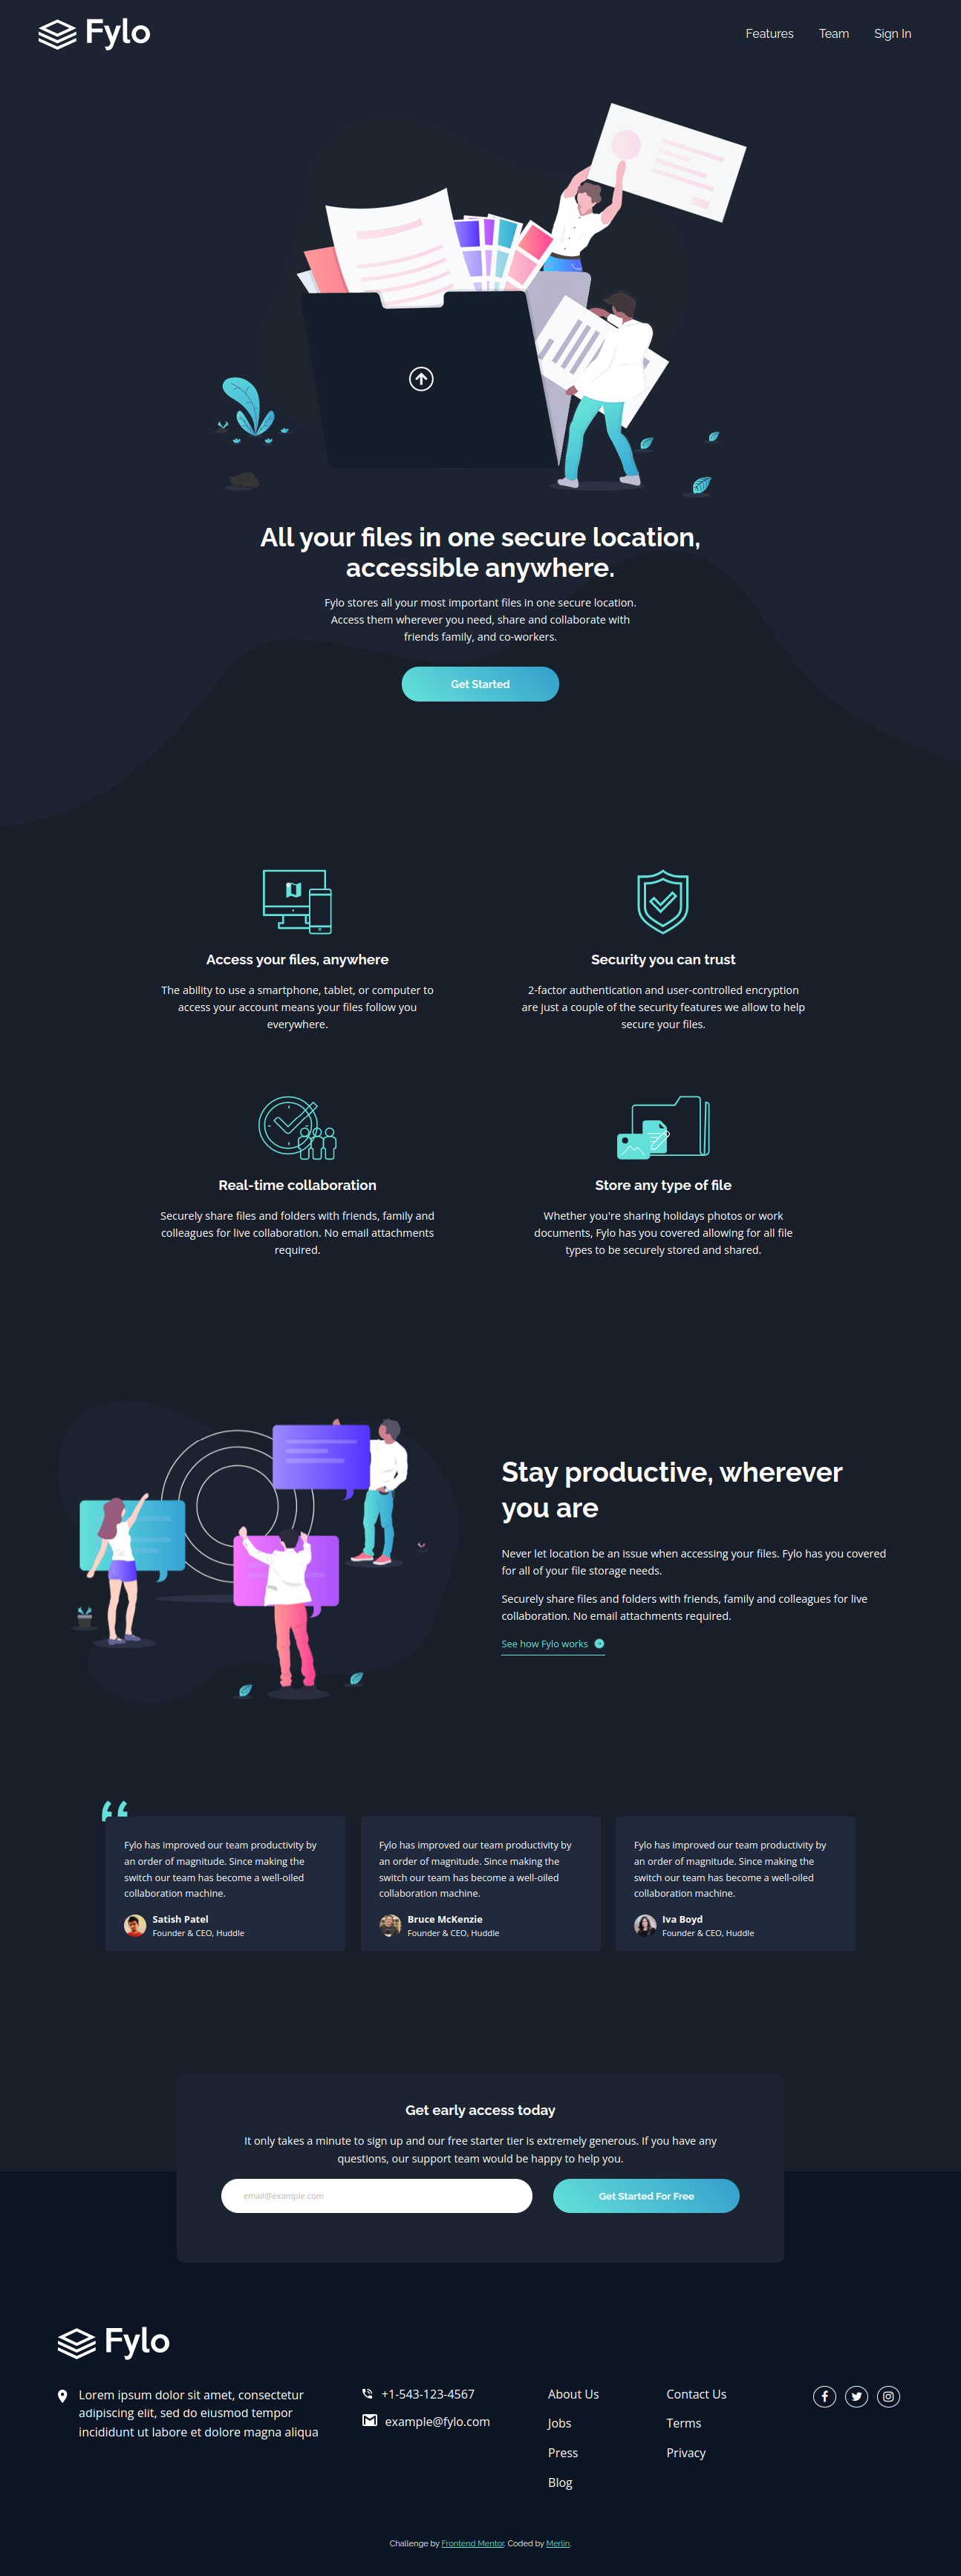 Fylo
Features Team Sign In
All your files in one secure location,
accessible anywhere.
Fylo stores all your most important files in one secure location.
Access them wherever you need, share and collaborate with
friends family, and co-workers.
Get Started
Access your files, anywhere
The ability to use a smartphone, tablet, or computer to
access your account means your files follow you
everywhere.
Security you can trust
2-factor authentication and user-controlled encryption
are just a couple of the security features we allow to help
secure your files.
Real-time collaboration
Securely share files and folders with friends, family and
colleagues for live collaboration. No email attachments
required.
Store any type of file
Whether you're sharing holidays photos or work
documents, Fylo has you covered allowing for all file
types to be securely stored and shared.
Stay productive, wherever
you are
Never let location be an issue when accessing your files. Fylo has you covered
for all of your file storage needs.
Securely share files and folders with friends, family and colleagues for live
collaboration. No email attachments required.
See how Fylo works
Fylo has improved our team productivity by
an order of magnitude. Since making the
switch our team has become a well-oiled
collaboration machine.
Satish Patel
Founder & CEO, Huddle
Fylo has improved our team productivity by
an order of magnitude. Since making the
switch our team has become a well-oiled
collaboration machine.
Bruce McKenzie
Founder & CEO, Huddle
Fylo has improved our team productivity by
an order of magnitude. Since making the
switch our team has become a well-oiled
collaboration machine.
Iva Boyd
Founder & CEO, Huddle
Get early access today
It only takes a minute to sign up and our free starter tier is extremely generous. If you have any
questions, our support team would be happy to help you.
email@example.com
Get Started For Free
Fylo
Lorem ipsum dolor sit amet, consectetur
adipiscing elit, sed do eiusmod tempor
incididunt ut labore et dolore magna aliqua
+1-543-123-4567
example@fylo.com
About Us
Jobs
Press
Blog
Contact Us
Terms
Privacy
Challenge by Frontend Mentor. Coded by Merlin.